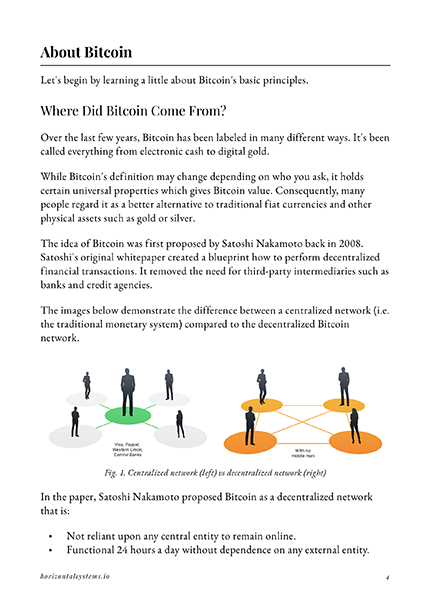 About Bitcoin
Let's begin by learning a little about Bitcoin's basic principles.
Where Did Bitcoin Come From?
Over the last few years, Bitcoin has been labeled in many different ways. It's been
called everything from electronic cash to digital gold.
While Bitcoin's definition may change depending on who you ask, it holds
certain universal properties which gives Bitcoin value. Consequently, many
people regard it as a better alternative to traditional fiat currencies and other
physical assets such as gold or silver.
The idea of Bitcoin was first proposed by Satoshi Nakamoto back in 2008.
Satoshi's original whitepaper created a blueprint how to perform decentralized
financial transactions. It removed the need for third-party intermediaries such as
banks and credit agencies.
The images below demonstrate the difference between a centralized network (i.e.
the traditional monetary system) compared to the decentralized Bitcoin
network.
Visa, Paypal,
Western Union,
Central Banks
With no
middle man
Fig. 1. Centralized network (left) vs decentralized network (right)
In the paper, Satoshi Nakamoto proposed Bitcoin as a decentralized network
that is:
• Not reliant upon any central entity to remain online.
• Functional 24 hours a day without dependence on any external entity.
horizontalsystems.io
4